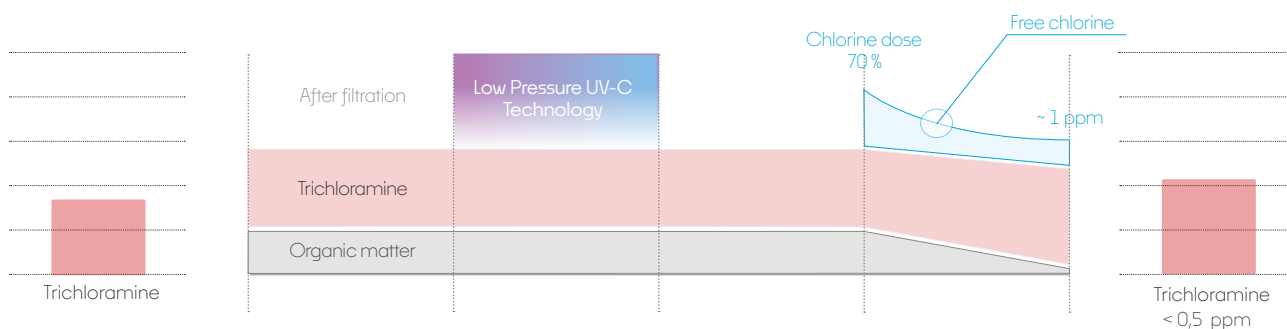 Free chlorine
Chlorine dose
70 %
After filtration
Low Pressure UV-C
Technology
~ 1 ppm
Trichloramine
Organic matter
Trichloramine
Trichloramine
< 0,5 ppm